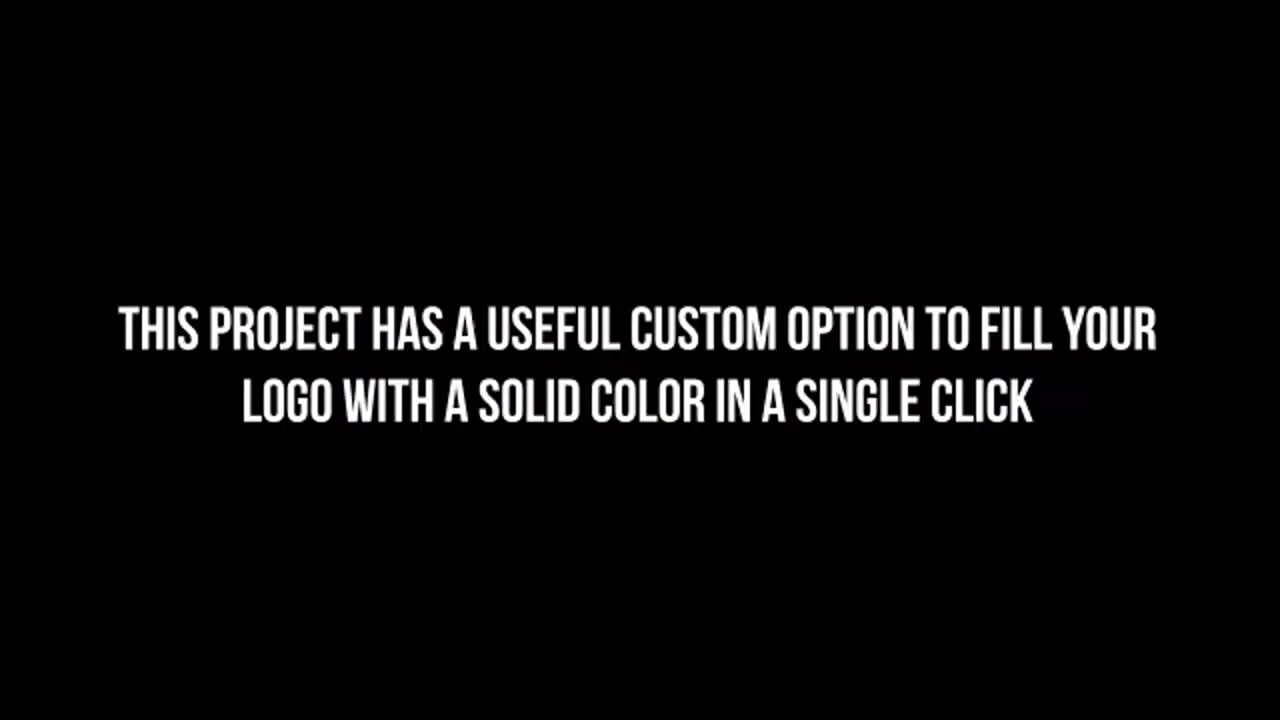 THIS PROJECT HAS A USEFUL CUSTOM OPTION TO FILL YOUR
LOGO WITH A SOLID COLOR IN A SINGLE CLICK